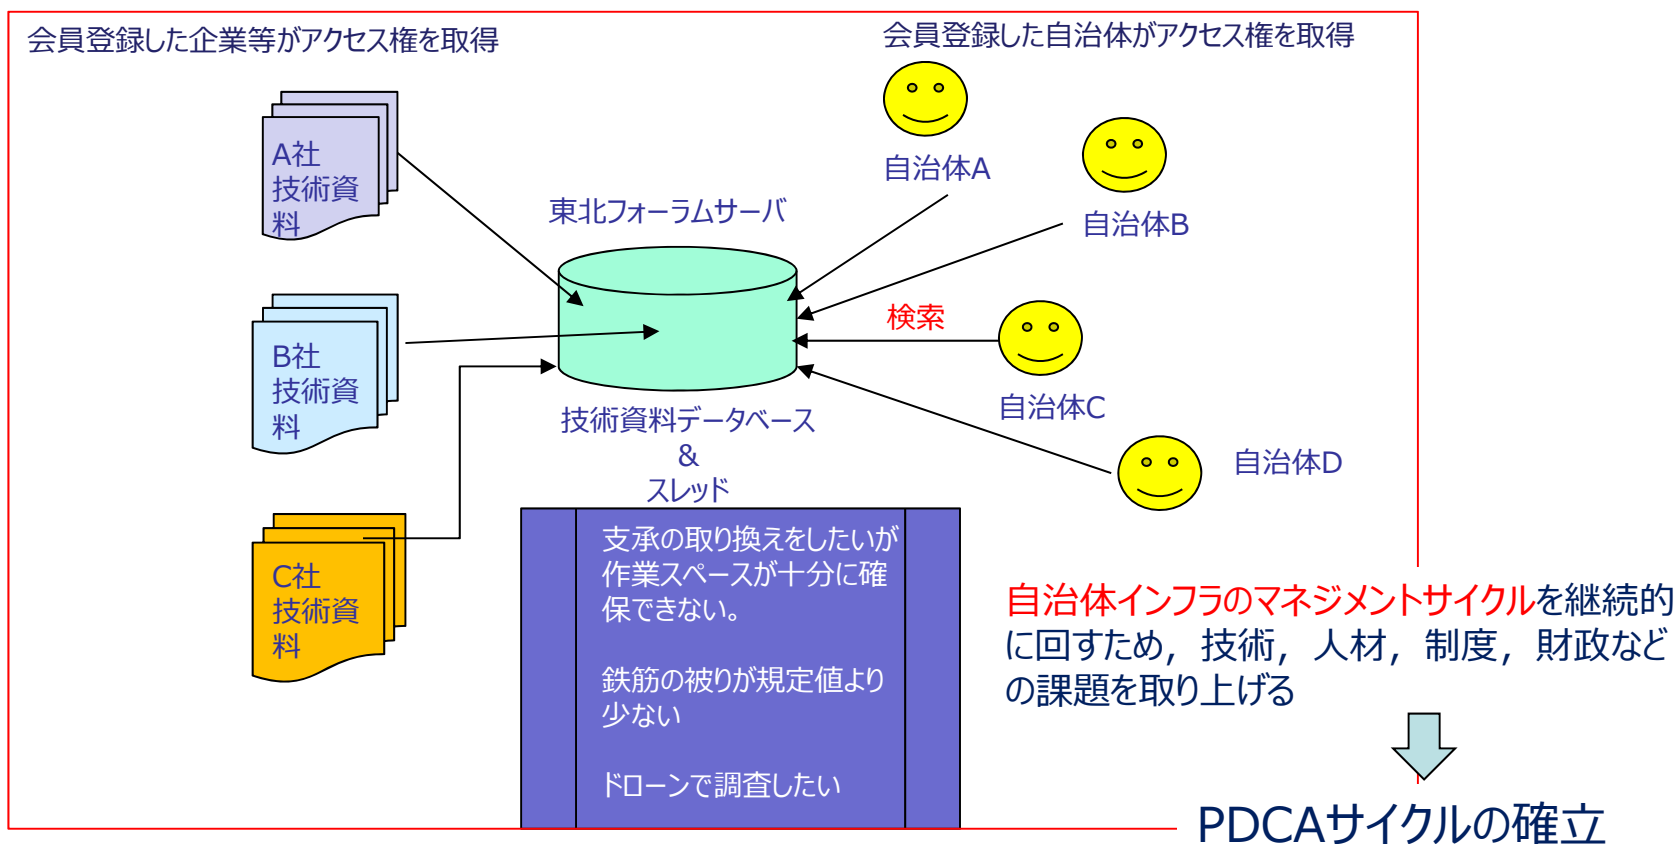 会員登録した企業等がアクセス権を取得
会員登録した自治体がアクセス権を取得
A社
技術資
料
B社
技術資
料
C社
技術資
料
東北フォーラムサーバ
技術資料データベース
&
スレッド
自治体A
自治体B
検索
自治体C
自治体D
支承の取り換えをしたいが
作業スペースが十分に確
保できない。
鉄筋の被りが規定値より
少ない
ドローンで調査したい
自治体インフラのマネジメントサイクルを継続的
に回すため，技術，人材，制度，財政など
の課題を取り上げる
PDCAサイクルの確立